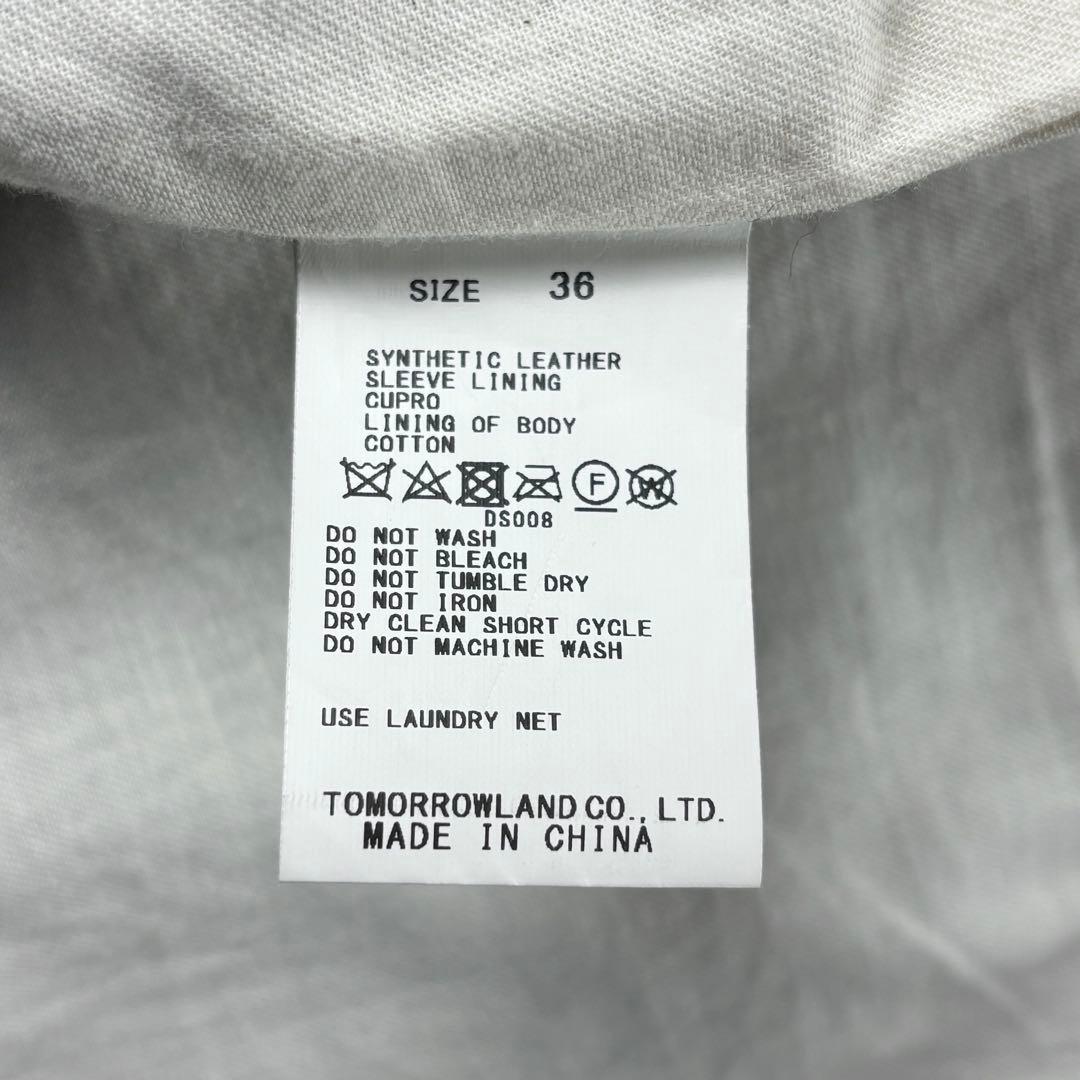 SIZE 36
SYNTHETIC LEATHER
SLEEVE LINING
CUPRO
LINING OF BODY
COTTON
F W
DS008
DO NOT WASH
DO NOT BLEACH
DO NOT TUMBLE DRY
DO NOT IRON
DRY CLEAN SHORT CYCLE
DO NOT MACHINE WASH
USE LAUNDRY NET
TOMORROWLAND CO., LTD.
MADE IN CHINA